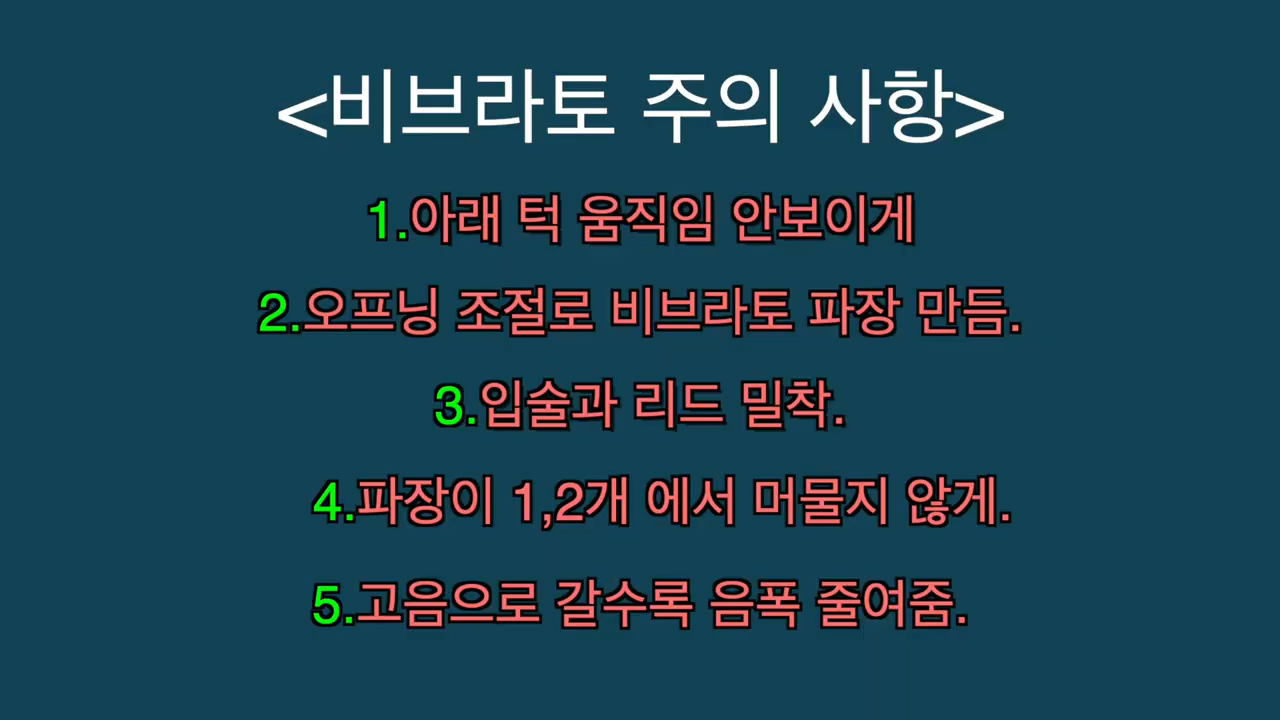 <비브라토 주의 사항>
1.아래 턱 움직임 안보이게
2.오프닝 조절로 비브라토 파장 만듬.
3.입술과 리드 밀착.
4.파장이 1,2개 에서 머물지 않게.
5.고음으로 갈수록 음폭 줄여줌.